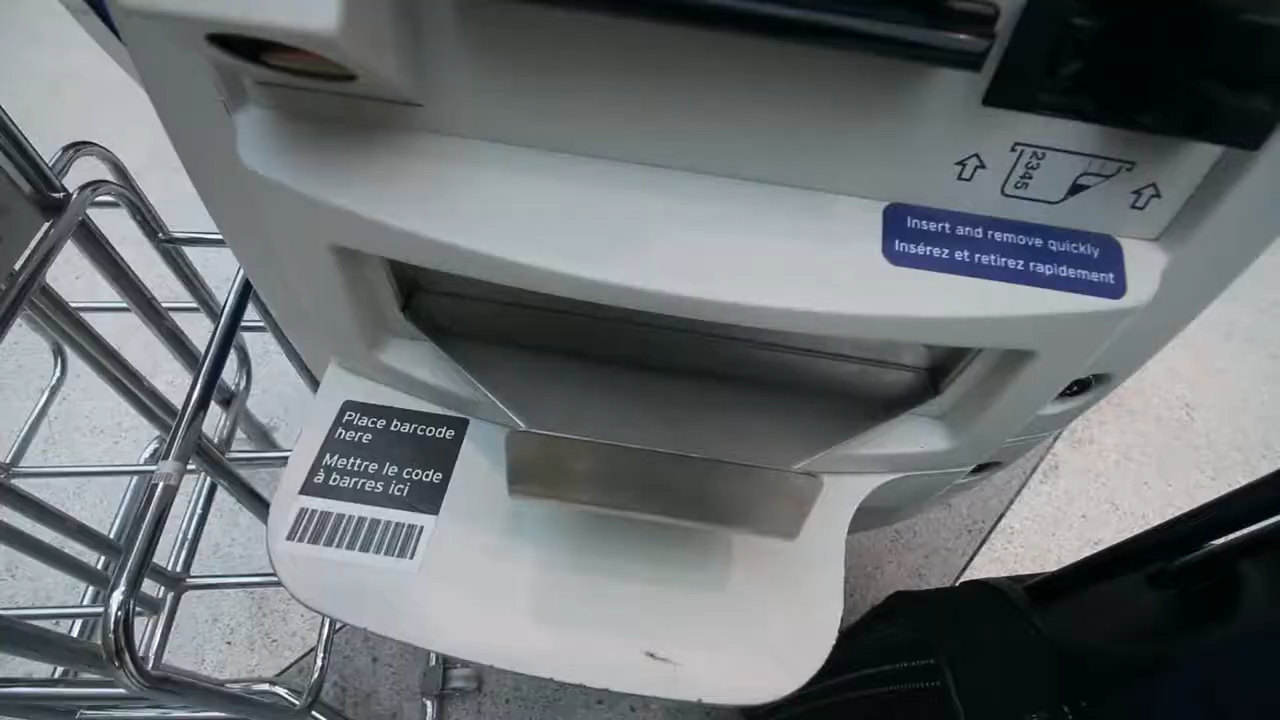 2345
Insert and remove quickly
Insérez et retirez rapidement
Place barcode
here
Mettre le code
à barres ici